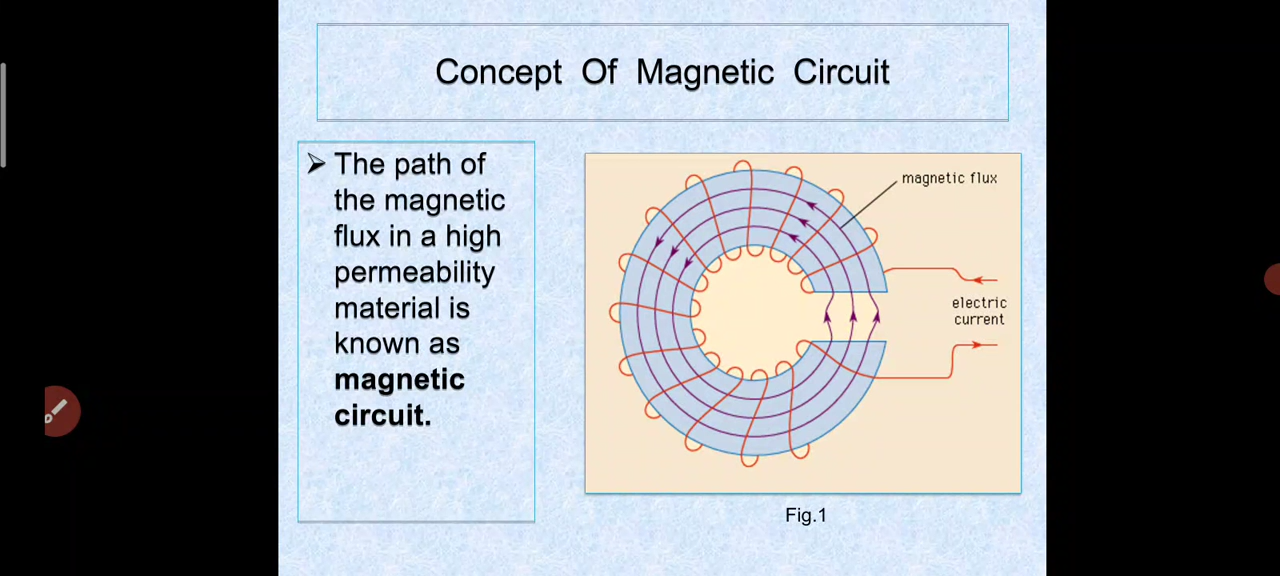 Concept Of Magnetic Circuit
➢ The path of
the magnetic
flux in a high
permeability
material is
known as
magnetic
circuit.
magnetic flux
electric
current
Fig.1